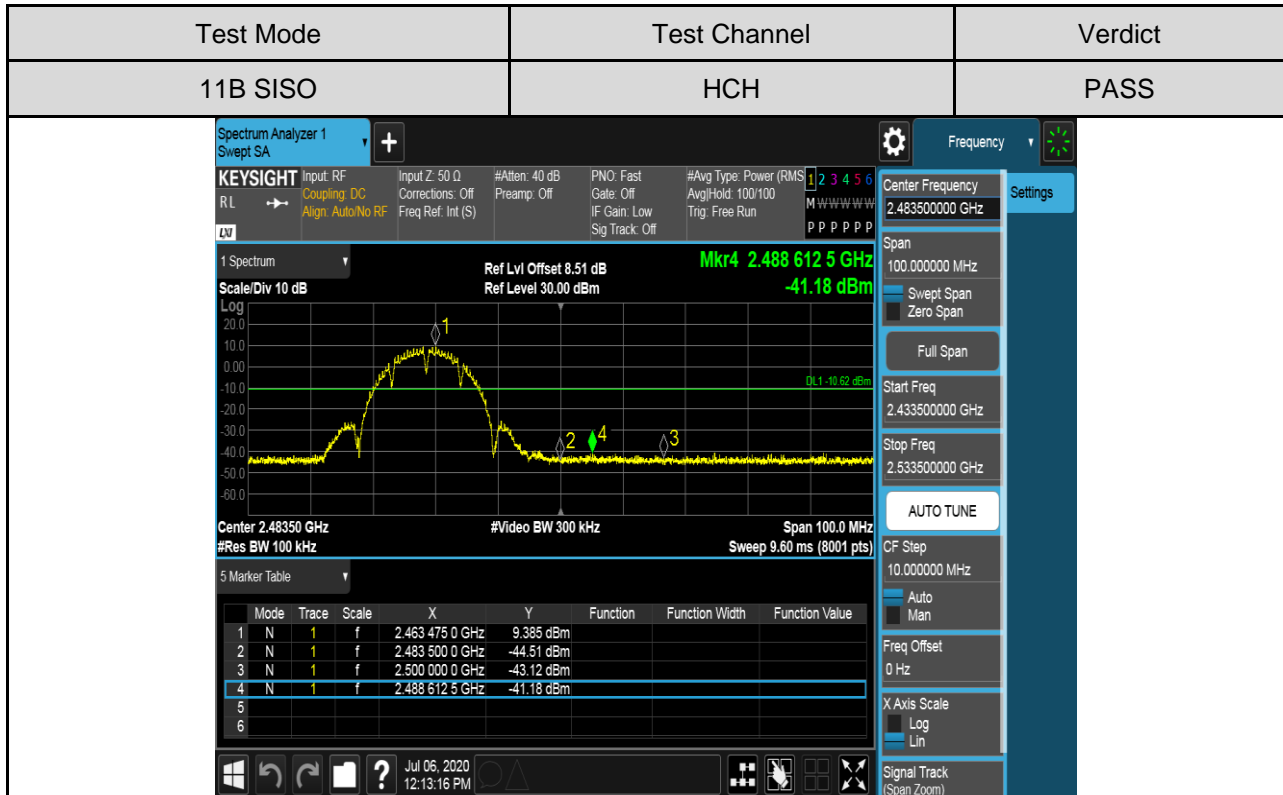 Test Mode Test Channel Verdict
11B SISO HCH PASS
Spectrum Analyzer 1
Swept SA
+
Frequency
KEYSIGHT Input: RF Input Z: 50 Ω #Atten: 40 dB PNO: Fast #Avg Type: Power (RMS 1 2 3 4 5 6
RL Coupling: DC Corrections: Off Preamp: Off Gate: Off Avg|Hold: 100/100 M W W W W W
Align: Auto/No RF Freq Ref: Int (S) IF Gain: Low Trig: Free Run
LXI Sig Track: Off P P P P P P
1 Spectrum Ref Lvl Offset 8.51 dB Mkr4 2.488 612 5 GHz
Scale/Div 10 dB Ref Level 30.00 dBm -41.18 dBm
Log
20.0
10.0
0.00
-10.0
-20.0
-30.0
-40.0
-50.0
-60.0
1
DL1 -10.62 dBm
2 4 3
Center 2.48350 GHz #Video BW 300 kHz Span 100.0 MHz
#Res BW 100 kHz Sweep 9.60 ms (8001 pts)
5 Marker Table
Mode Trace Scale X Y Function Function Width Function Value
1 N 1 f 2.463 475 0 GHz 9.385 dBm
2 N 1 f 2.483 500 0 GHz -44.51 dBm
3 N 1 f 2.500 000 0 GHz -43.12 dBm
4 N 1 f 2.488 612 5 GHz -41.18 dBm
5
6
? Jul 06, 2020
12:13:16 PM
Center Frequency
2.483500000 GHz
Settings
Span
100.000000 MHz
Swept Span
Zero Span
Full Span
Start Freq
2.433500000 GHz
Stop Freq
2.533500000 GHz
AUTO TUNE
CF Step
10.000000 MHz
Auto
Man
Freq Offset
0 Hz
X Axis Scale
Log
Lin
Signal Track
(Span Zoom)